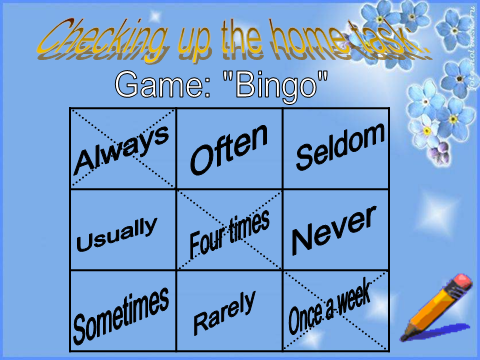 Checking up the home task.
Game: "Bingo"
Always Often Seldom
Usually Four times Never
Sometimes Rarely Once a week